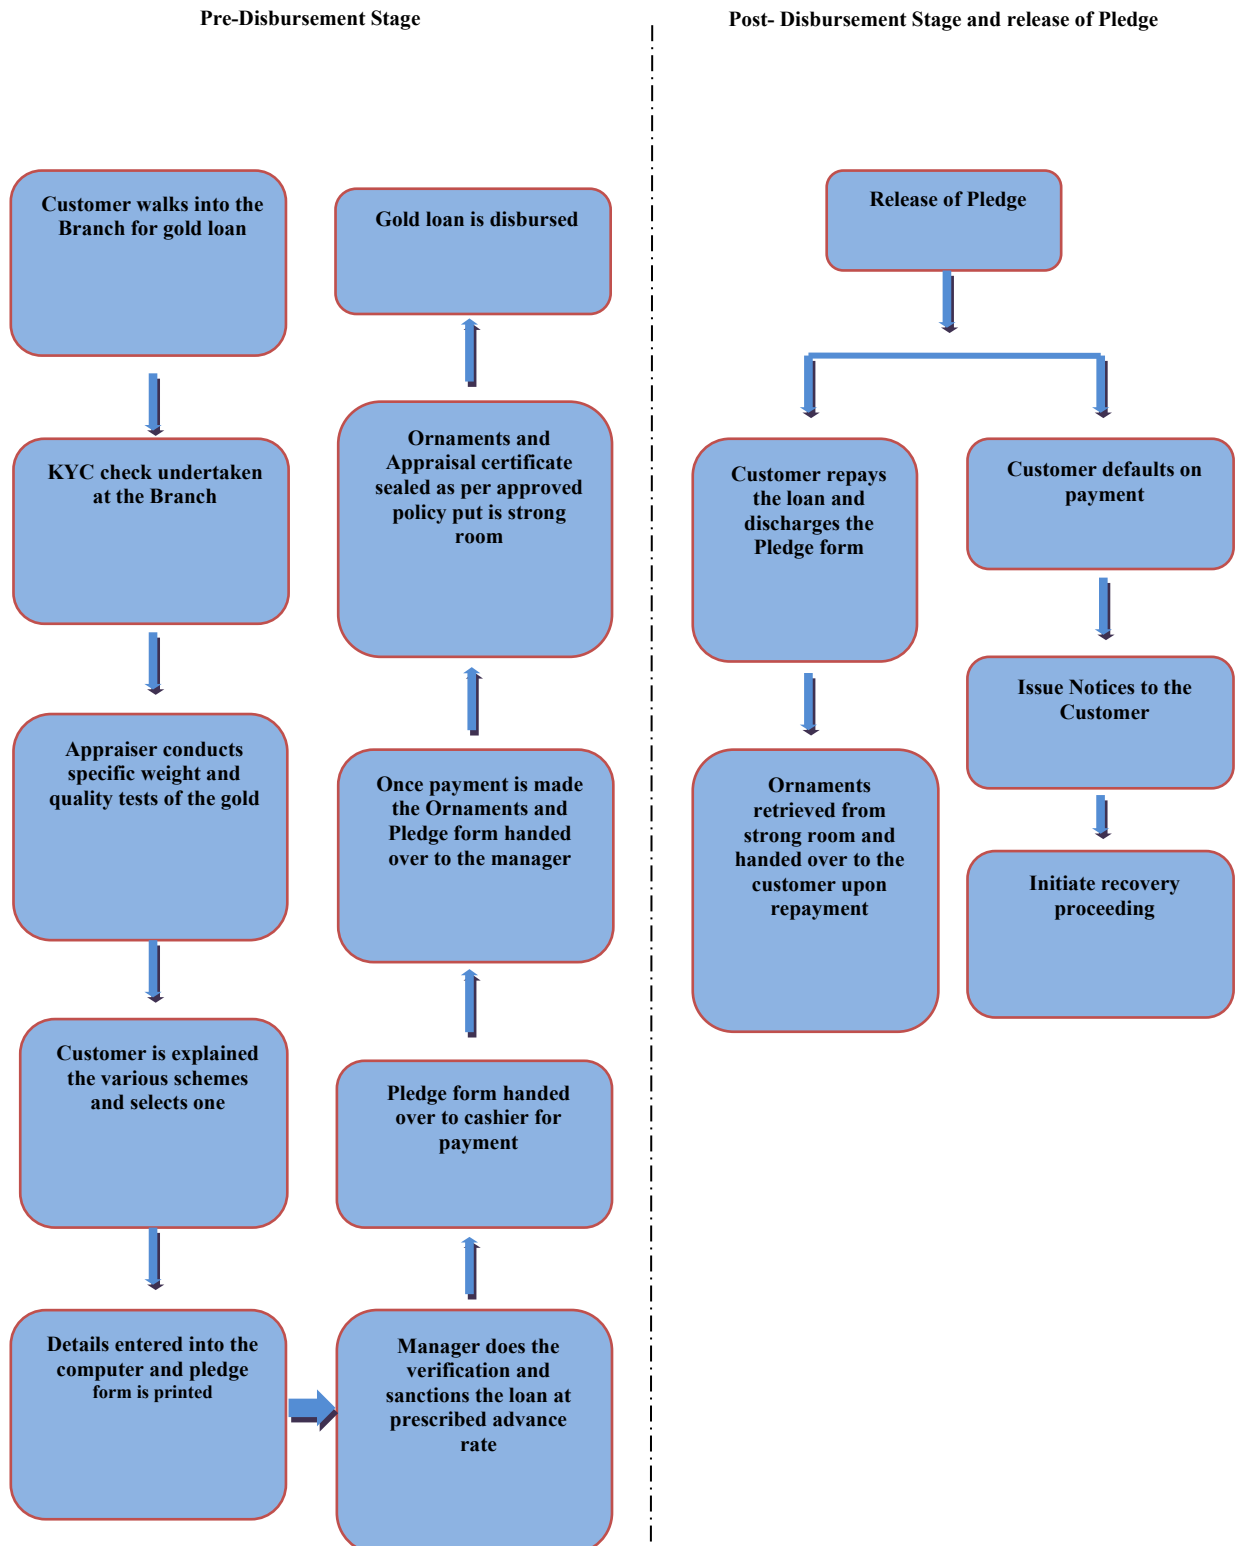 Pre-Disbursement Stage
Post- Disbursement Stage and release of Pledge
Customer walks into the
Branch for gold loan
KYC check undertaken
at the Branch
Appraiser conducts
specific weight and
quality tests of the gold
Customer is explained
the various schemes
and selects one
Details entered into the
computer and pledge
form is printed
Manager does the
verification and
sanctions the loan at
prescribed advance
rate
Pledge form handed
over to cashier for
payment
Once payment is made
the Ornaments and
Pledge form handed
over to the manager
Ornaments and
Appraisal certificate
sealed as per approved
policy put is strong
room
Gold loan is disbursed
Release of Pledge
Customer repays
the loan and
discharges the
Pledge form
Ornaments
retrieved from
strong room and
handed over to the
customer upon
repayment
Customer defaults on
payment
Issue Notices to the
Customer
Initiate recovery
proceeding